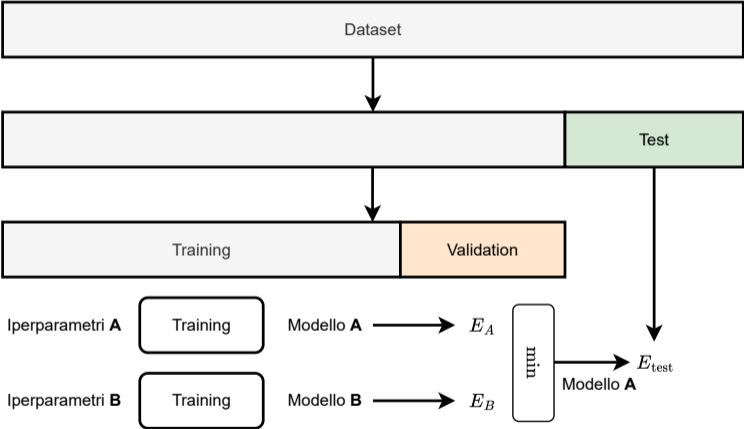 Dataset
Test
Training
Validation
Iperparametri A
Training
Modello A
E_A
Iperparametri B
Training
Modello B
E_B
min
E_test
Modello A